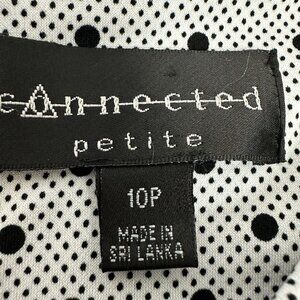 connected
petite
10P
MADE IN
SRI LANKA